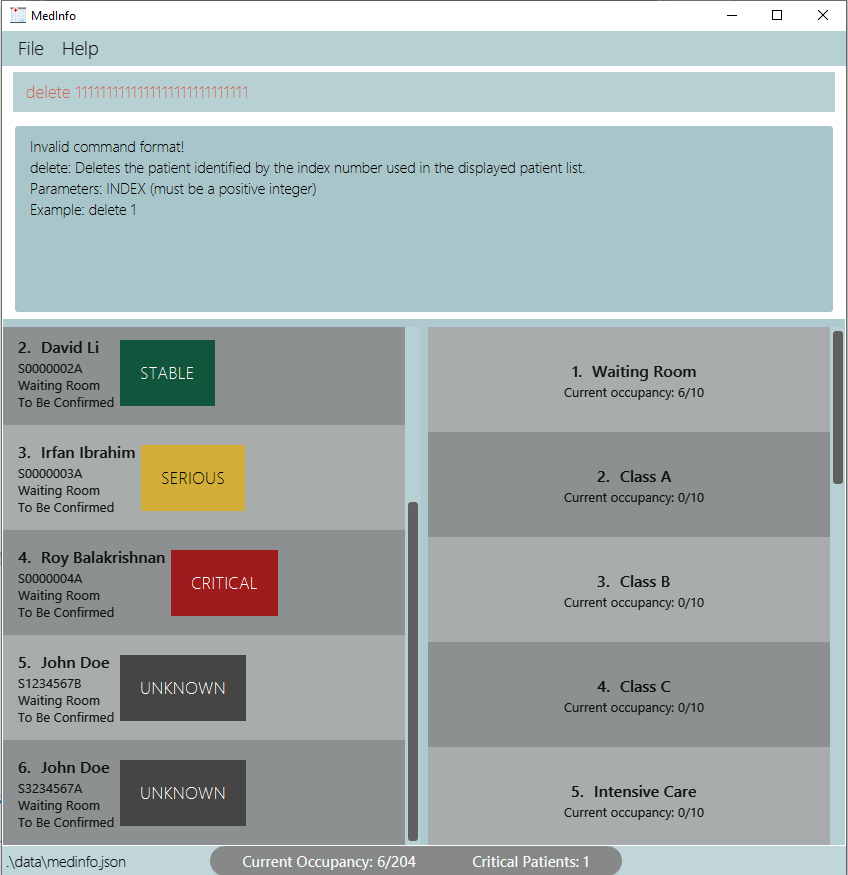 MedInfo
File Help
delete 11111111111111111111111111111
Invalid command format!
delete: Deletes the patient identified by the index number used in the displayed patient list.
Parameters: INDEX (must be a positive integer)
Example: delete 1
2. David Li
S0000002A
Waiting Room
To Be Confirmed
STABLE
3. Irfan Ibrahim
S0000003A
Waiting Room
To Be Confirmed
SERIOUS
4. Roy Balakrishnan
S0000004A
Waiting Room
To Be Confirmed
CRITICAL
5. John Doe
S1234567B
Waiting Room
To Be Confirmed
UNKNOWN
6. John Doe
S3234567A
Waiting Room
To Be Confirmed
UNKNOWN
1. Waiting Room
Current occupancy: 6/10
2. Class A
Current occupancy: 0/10
3. Class B
Current occupancy: 0/10
4. Class C
Current occupancy: 0/10
5. Intensive Care
Current occupancy: 0/10
.\data\medinfo.json
Current Occupancy: 6/204
Critical Patients: 1